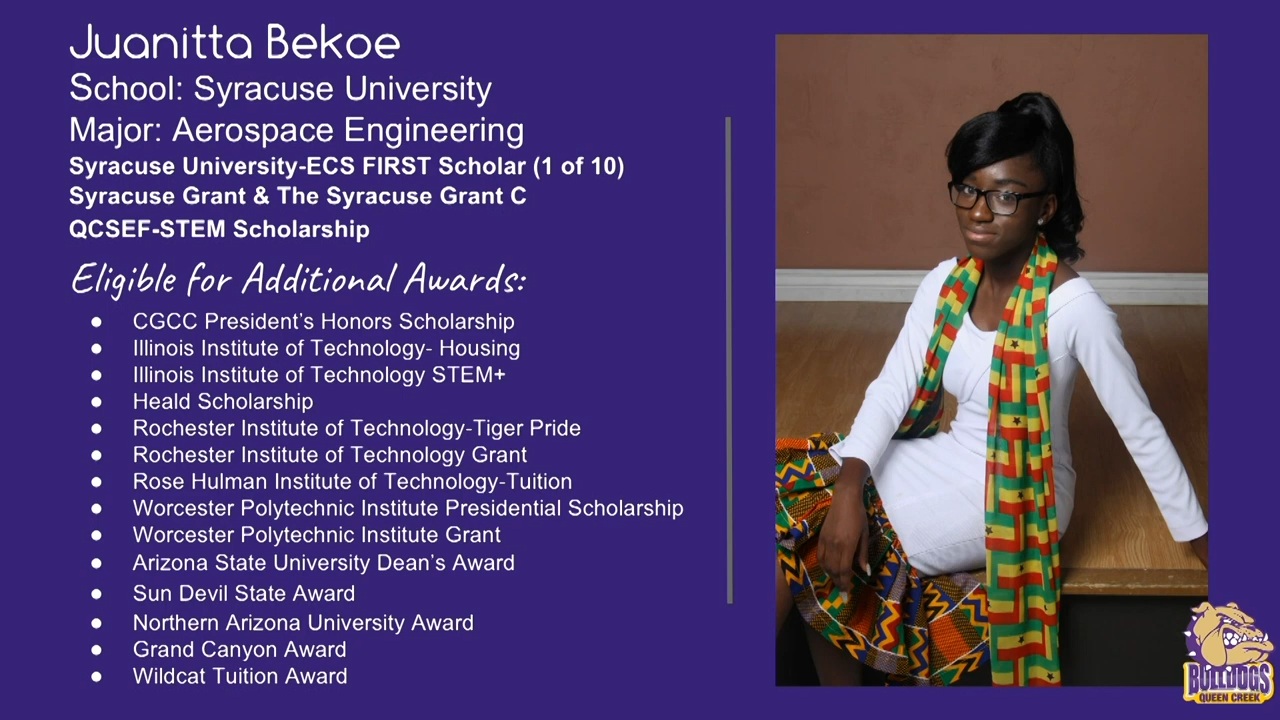 Juanitta Bekoe
School: Syracuse University
Major: Aerospace Engineering
Syracuse University-ECS FIRST Scholar (1 of 10)
Syracuse Grant & The Syracuse Grant C
QCSEF-STEM Scholarship
Eligible for Additional Awards:
● CGCC President’s Honors Scholarship
● Illinois Institute of Technology- Housing
● Illinois Institute of Technology STEM+
● Heald Scholarship
● Rochester Institute of Technology-Tiger Pride
● Rochester Institute of Technology Grant
● Rose Hulman Institute of Technology-Tuition
● Worcester Polytechnic Institute Presidential Scholarship
● Worcester Polytechnic Institute Grant
● Arizona State University Dean’s Award
● Sun Devil State Award
● Northern Arizona University Award
● Grand Canyon Award
● Wildcat Tuition Award
BULLDOGS
QUEEN CREEK